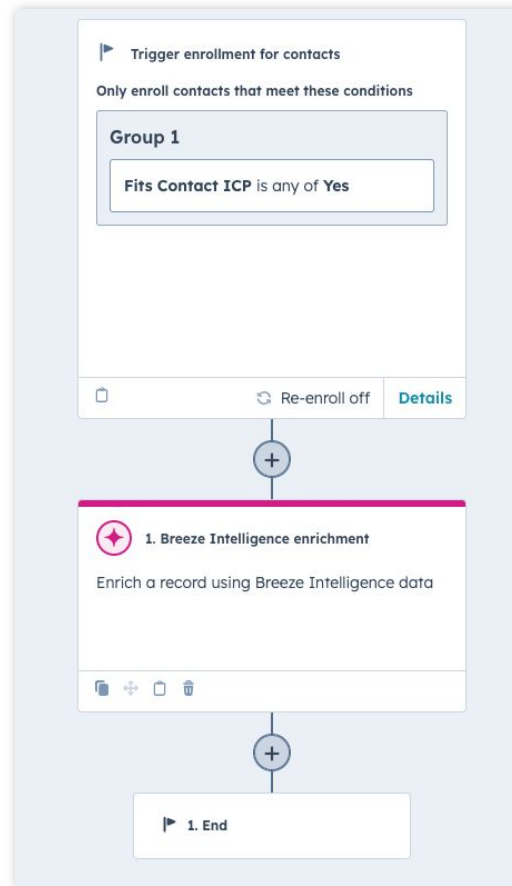 Trigger enrollment for contacts
Only enroll contacts that meet these conditions
Group 1
Fits Contact ICP is any of Yes
Re-enroll off
Details
1. Breeze Intelligence enrichment
Enrich a record using Breeze Intelligence data
1. End